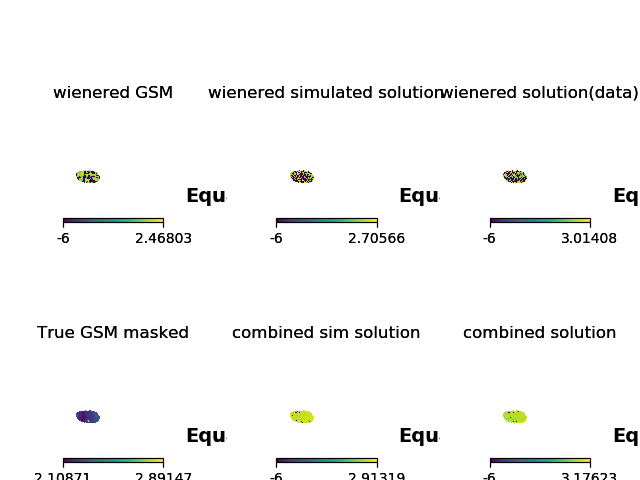 wienered GSM wienered simulated solution wienered solution(data)
Equ Equ Eq
-6 2.46803 -6 2.70566 -6 3.01408
True GSM masked combined sim solution combined solution
Equ Equ Eq
2.10871 2.89147 -6 2.91319 -6 3.17623